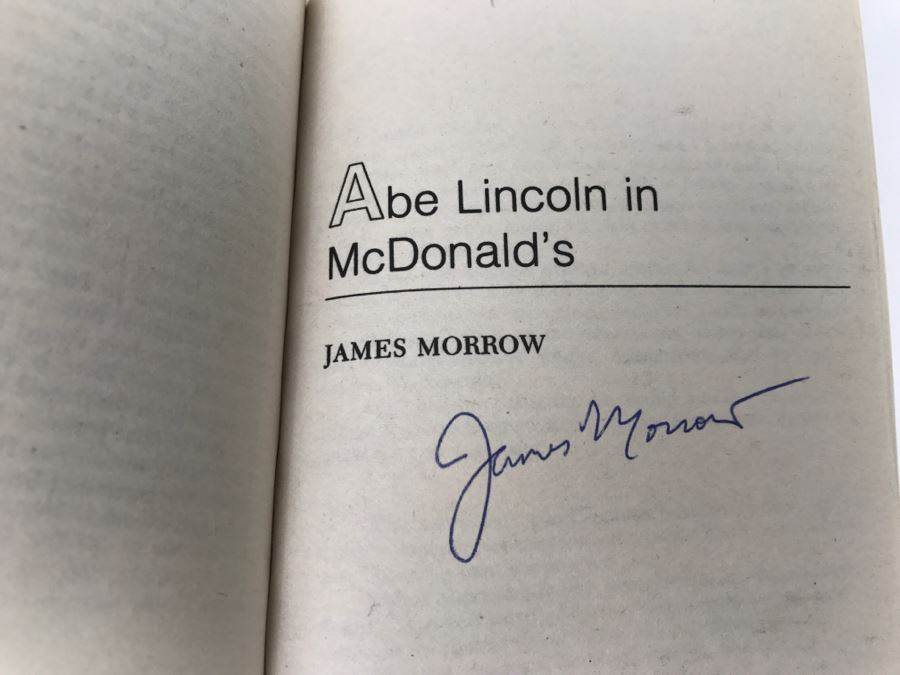 Abe Lincoln in
McDonald's
JAMES MORROW
James Morrow